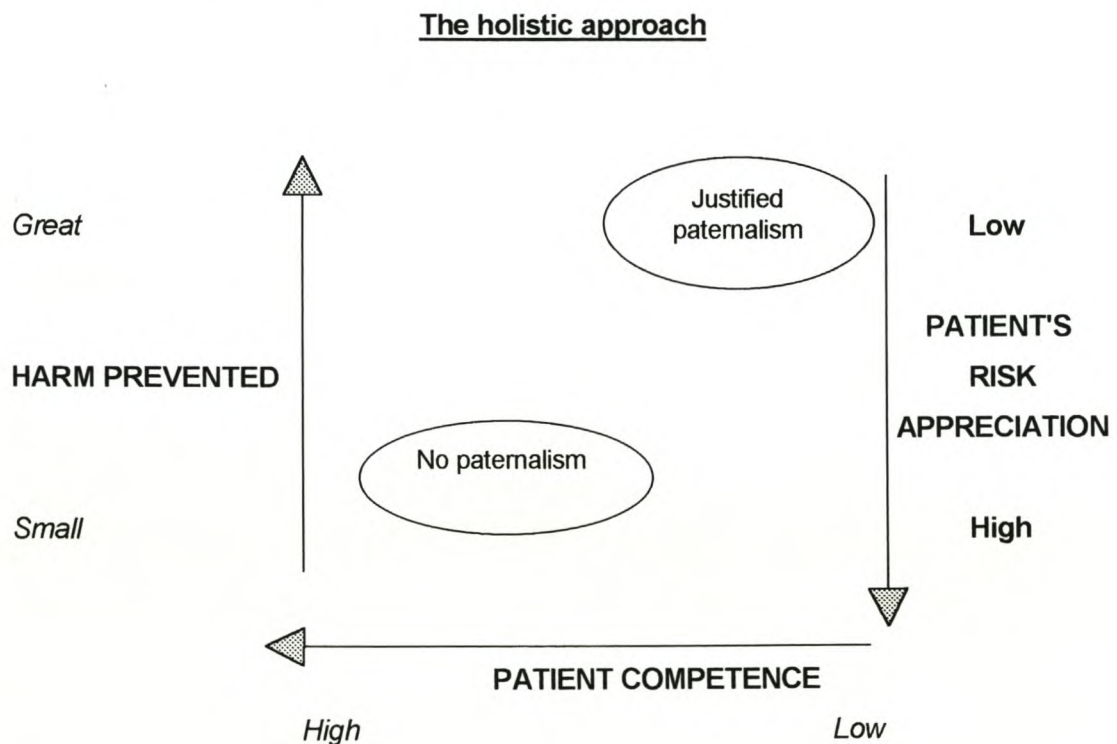 The holistic approach
Justified
paternalism
Great
Low
PATIENT'S
RISK
APPRECIATION
HARM PREVENTED
No paternalism
Small
High
PATIENT COMPETENCE
High
Low